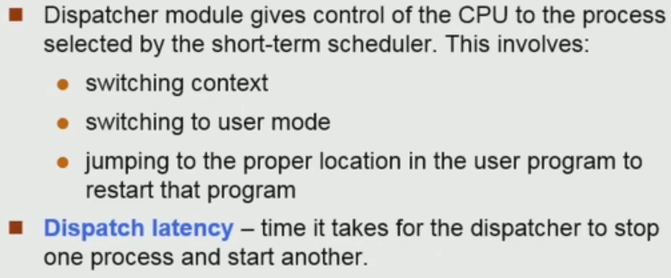 Dispatcher module gives control of the CPU to the process
selected by the short-term scheduler. This involves:
switching context
switching to user mode
jumping to the proper location in the user program to
restart that program
Dispatch latency – time it takes for the dispatcher to stop
one process and start another.